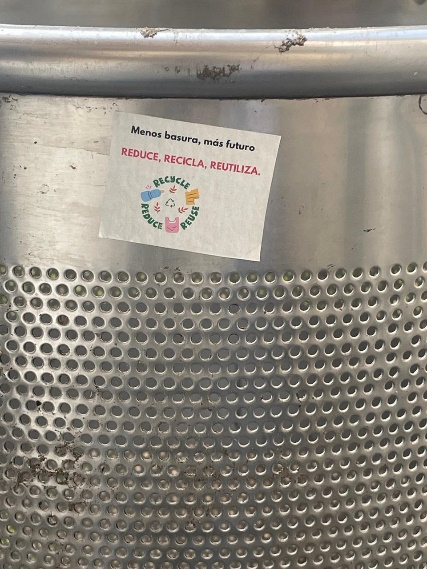 Menos basura, más futuro
REDUCE, RECICLA, REUTILIZA.
RECYCLE
REDUCE
REUSE